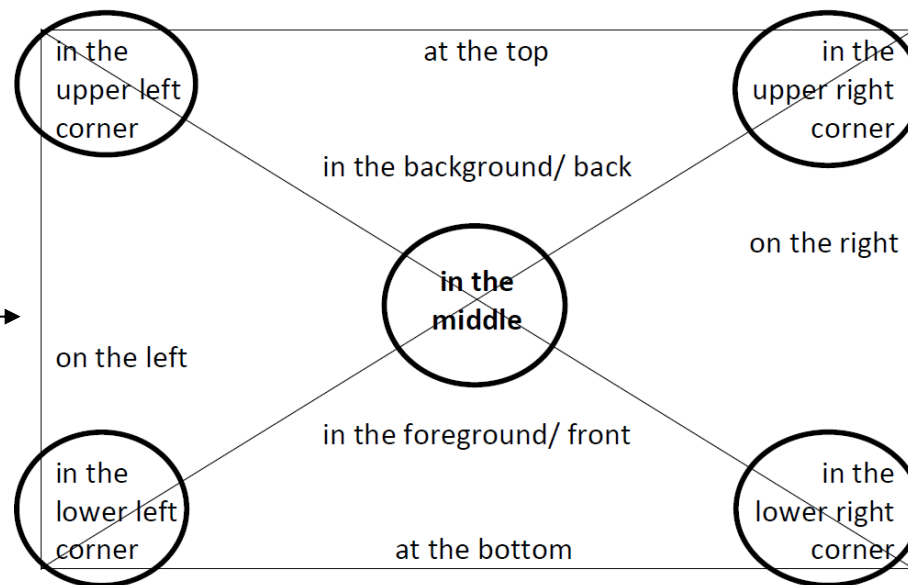 in the
upper left
corner
at the top
in the
upper right
corner
in the background/ back
on the right
in the
middle
on the left
in the foreground/ front
in the
lower left
corner
at the bottom
in the
lower right
corner